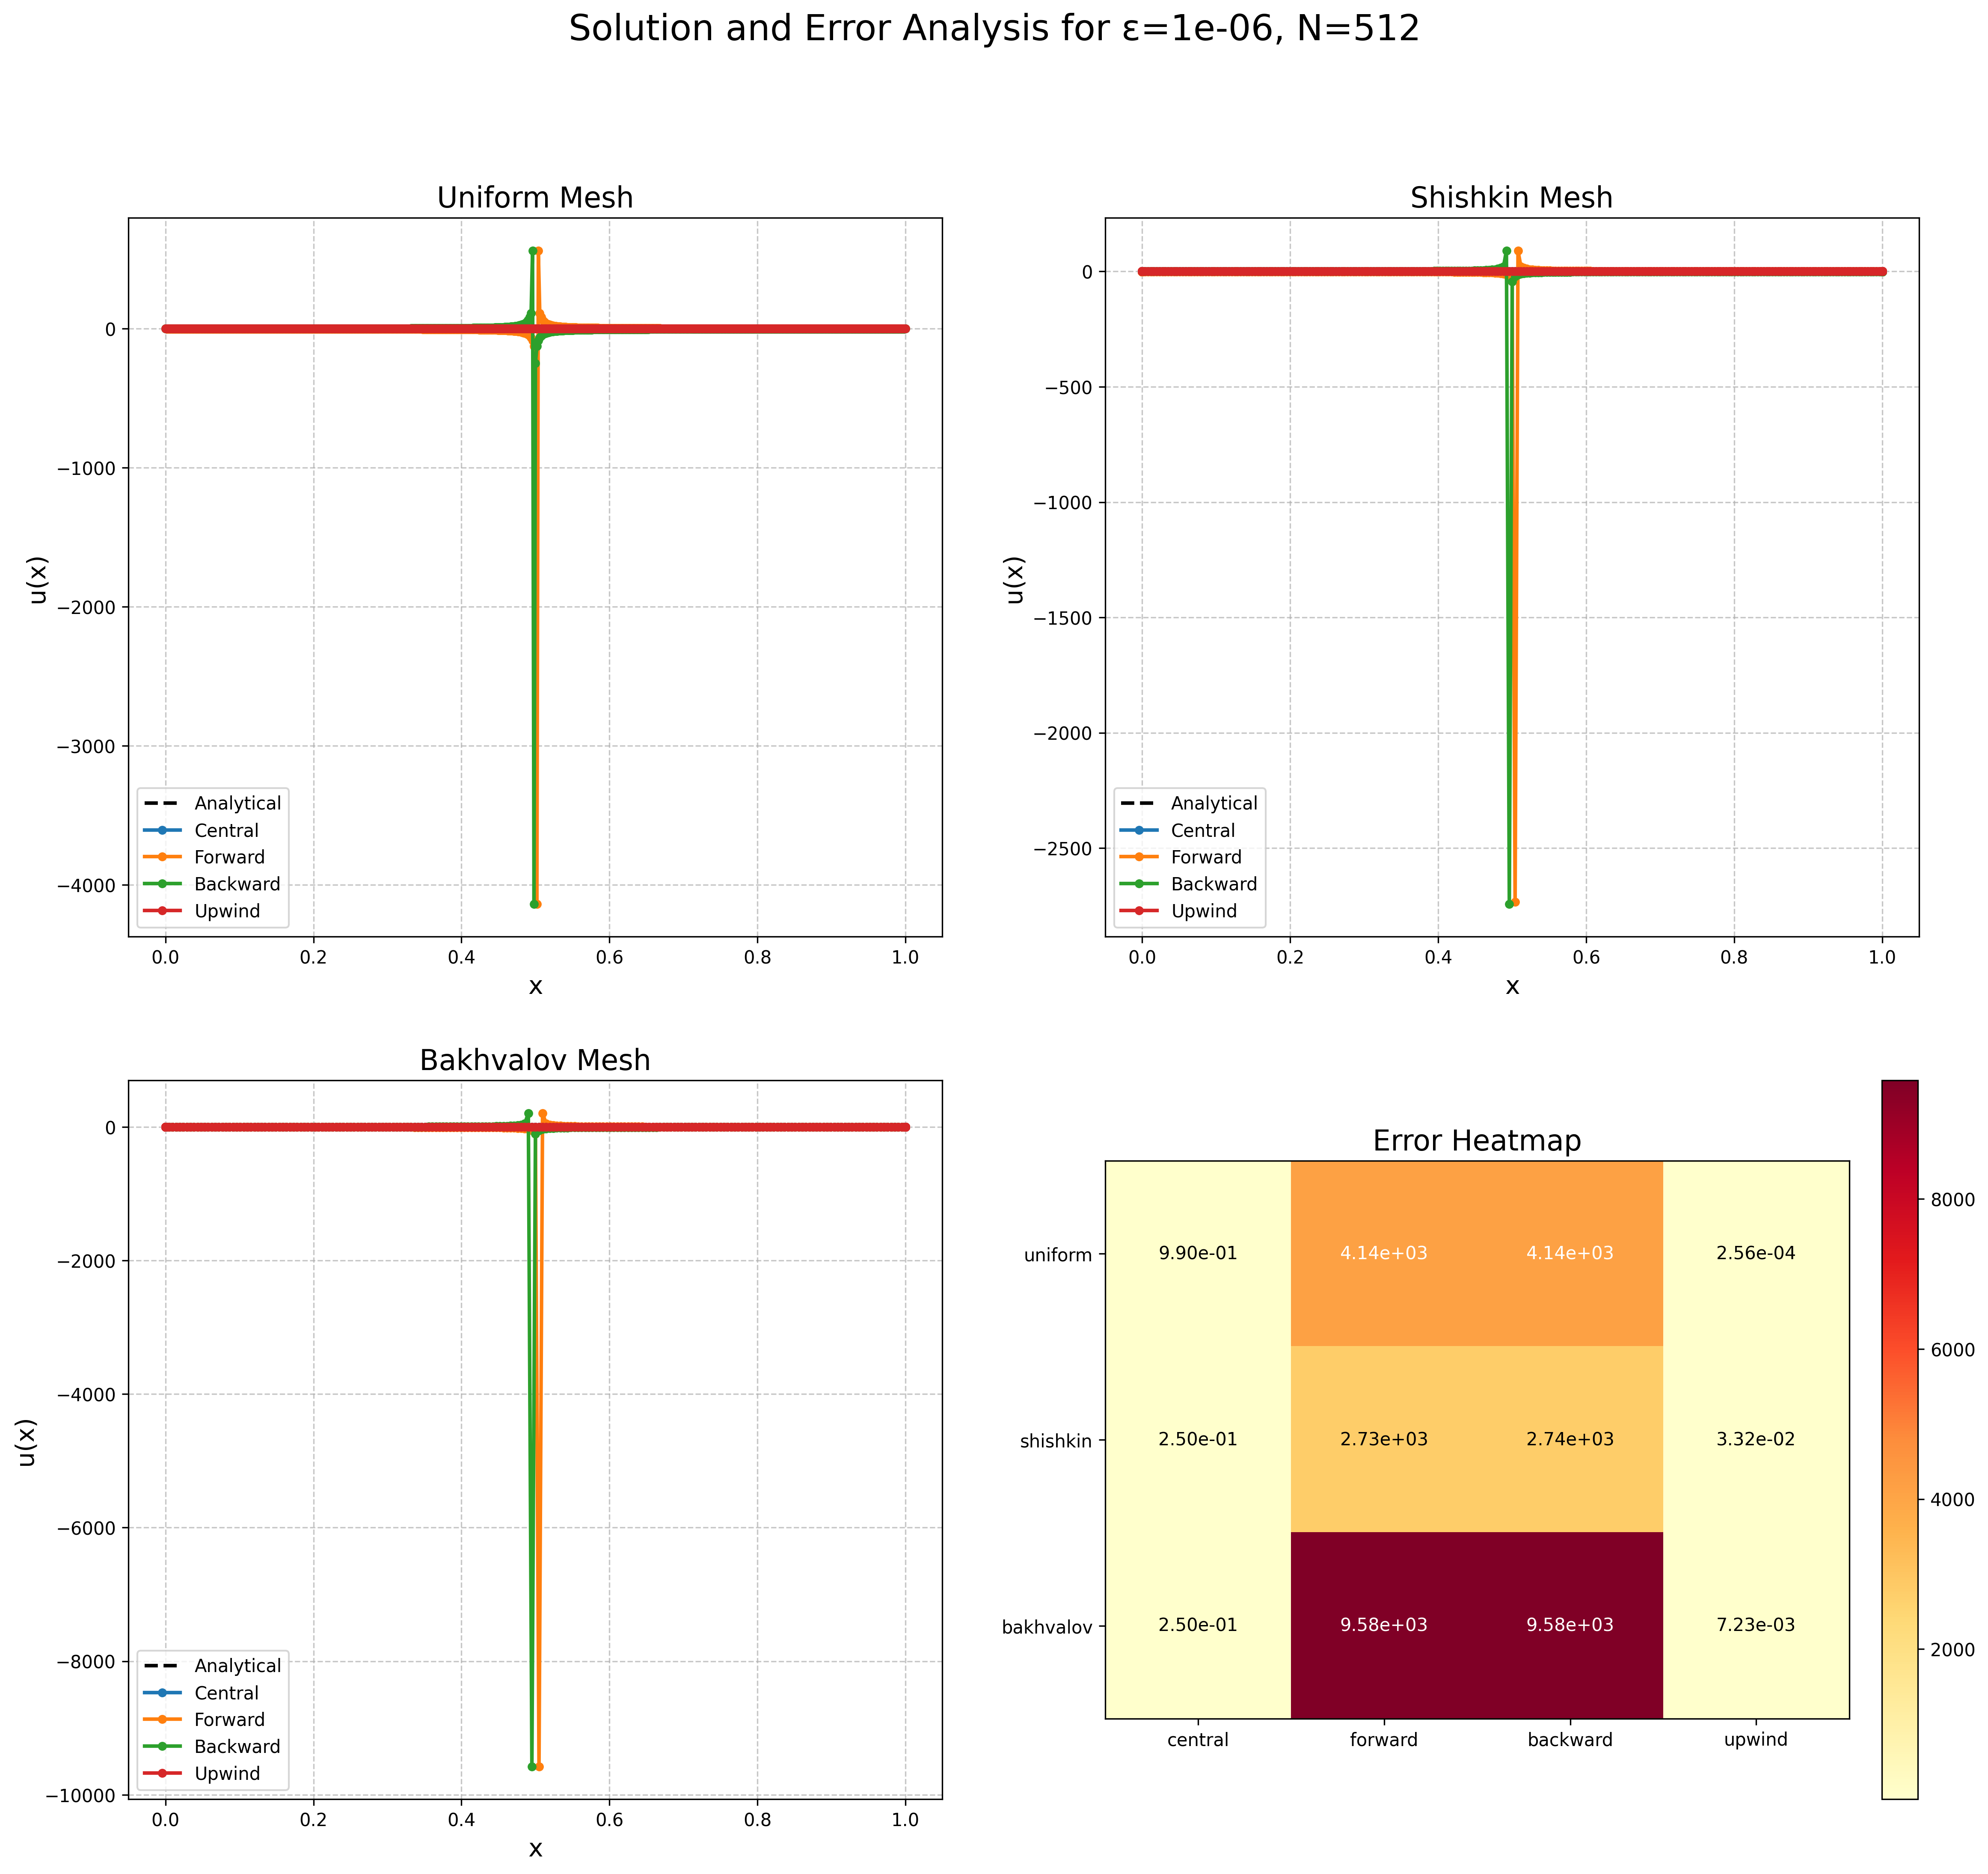 Solution and Error Analysis for ε=1e-06, N=512
Uniform Mesh
u(x)
0
−1000
−2000
−3000
−4000
Analytical
Central
Forward
Backward
Upwind
0.0 0.2 0.4 0.6 0.8 1.0
x
Shishkin Mesh
u(x)
0
−500
−1000
−1500
−2000
−2500
Analytical
Central
Forward
Backward
Upwind
0.0 0.2 0.4 0.6 0.8 1.0
x
Bakhvalov Mesh
u(x)
0
−2000
−4000
−6000
−8000
−10000
Analytical
Central
Forward
Backward
Upwind
0.0 0.2 0.4 0.6 0.8 1.0
x
Error Heatmap
uniform 9.90e-01 4.14e+03 4.14e+03 2.56e-04
shishkin 2.50e-01 2.73e+03 2.74e+03 3.32e-02
bakhvalov 2.50e-01 9.58e+03 9.58e+03 7.23e-03
central forward backward upwind
8000
6000
4000
2000